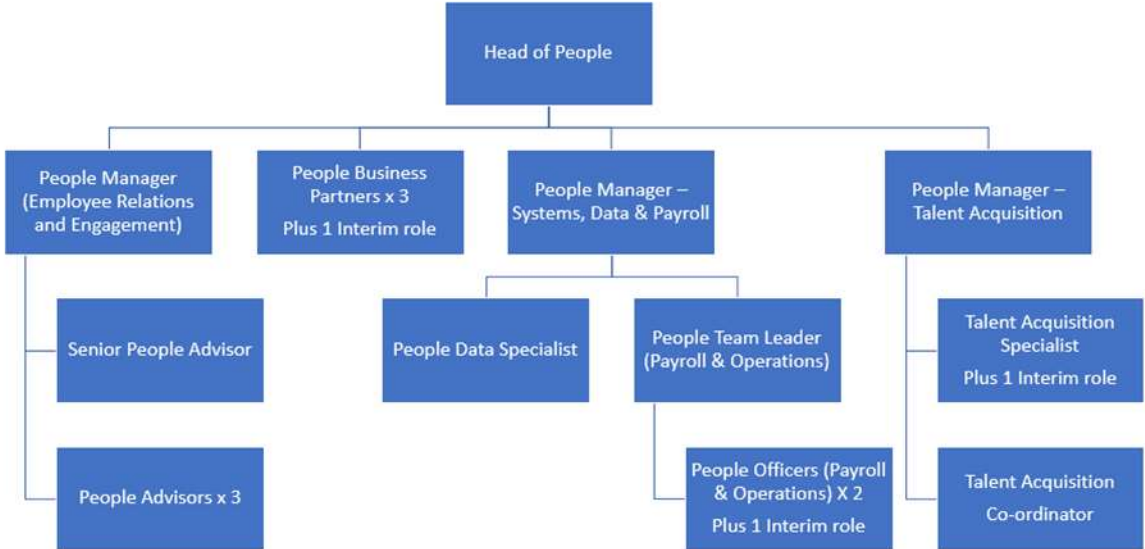 Head of People
People Manager
(Employee Relations
and Engagement)
People Business
Partners x 3
Plus 1 Interim role
People Manager –
Systems, Data & Payroll
People Manager –
Talent Acquisition
Senior People Advisor
People Data Specialist
People Team Leader
(Payroll & Operations)
Talent Acquisition
Specialist
Plus 1 Interim role
People Advisors x 3
People Officers (Payroll
& Operations) X 2
Plus 1 Interim role
Talent Acquisition
Co-ordinator